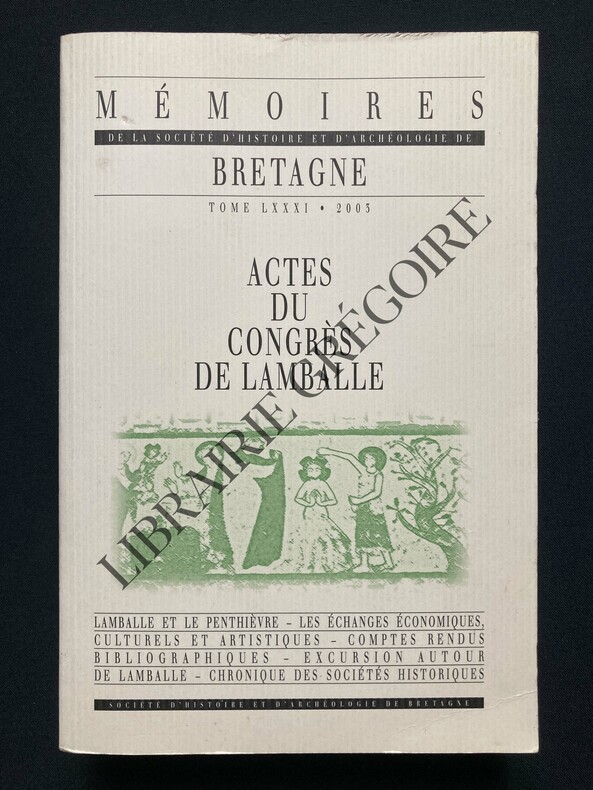 MÉMOIRES
DE LA SOCIÉTÉ D'HISTOIRE ET D'ARCHÉOLOGIE DE
BRETAGNE
TOME LXXXI • 2003
ACTES
DU
CONGRÈS
DE LAMBALLE
LIBRAIRIE GRÉGOIRE
LAMBALLE ET LE PENTHIÈVRE – LES ÉCHANGES ÉCONOMIQUES,
CULTURELS ET ARTISTIQUES – COMPTES RENDUS
BIBLIOGRAPHIQUES – EXCURSION AUTOUR
DE LAMBALLE – CHRONIQUE DES SOCIÉTÉS HISTORIQUES
SOCIÉTÉ D'HISTOIRE ET D'ARCHÉOLOGIE DE BRETAGNE